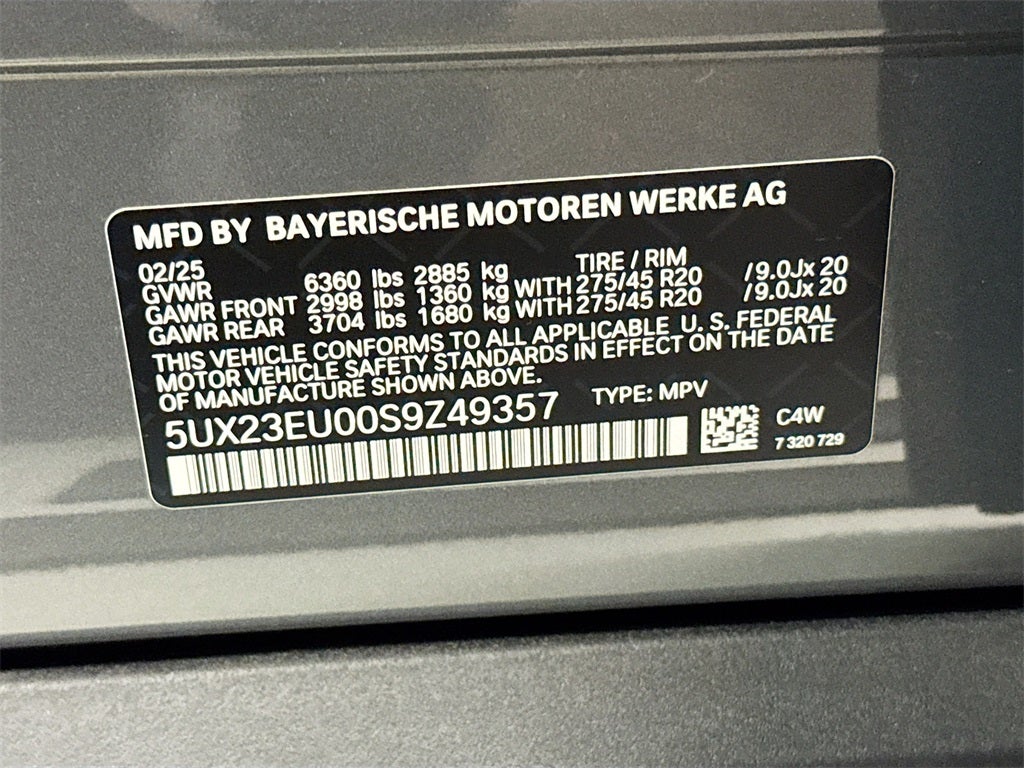 MFD BY BAYERISCHE MOTOREN WERKE AG
02/25 TIRE / RIM
GVWR 6360 lbs 2885 kg
GAWR FRONT 2998 lbs 1360 kg WITH 275/45 R20 /9.0Jx 20
GAWR REAR 3704 lbs 1680 kg WITH 275/45 R20 /9.0Jx 20
THIS VEHICLE CONFORMS TO ALL APPLICABLE U. S. FEDERAL
MOTOR VEHICLE SAFETY STANDARDS IN EFFECT ON THE DATE
OF MANUFACTURE SHOWN ABOVE.
5UX23EU00S9Z49357 TYPE: MPV
C4W
7 320 729